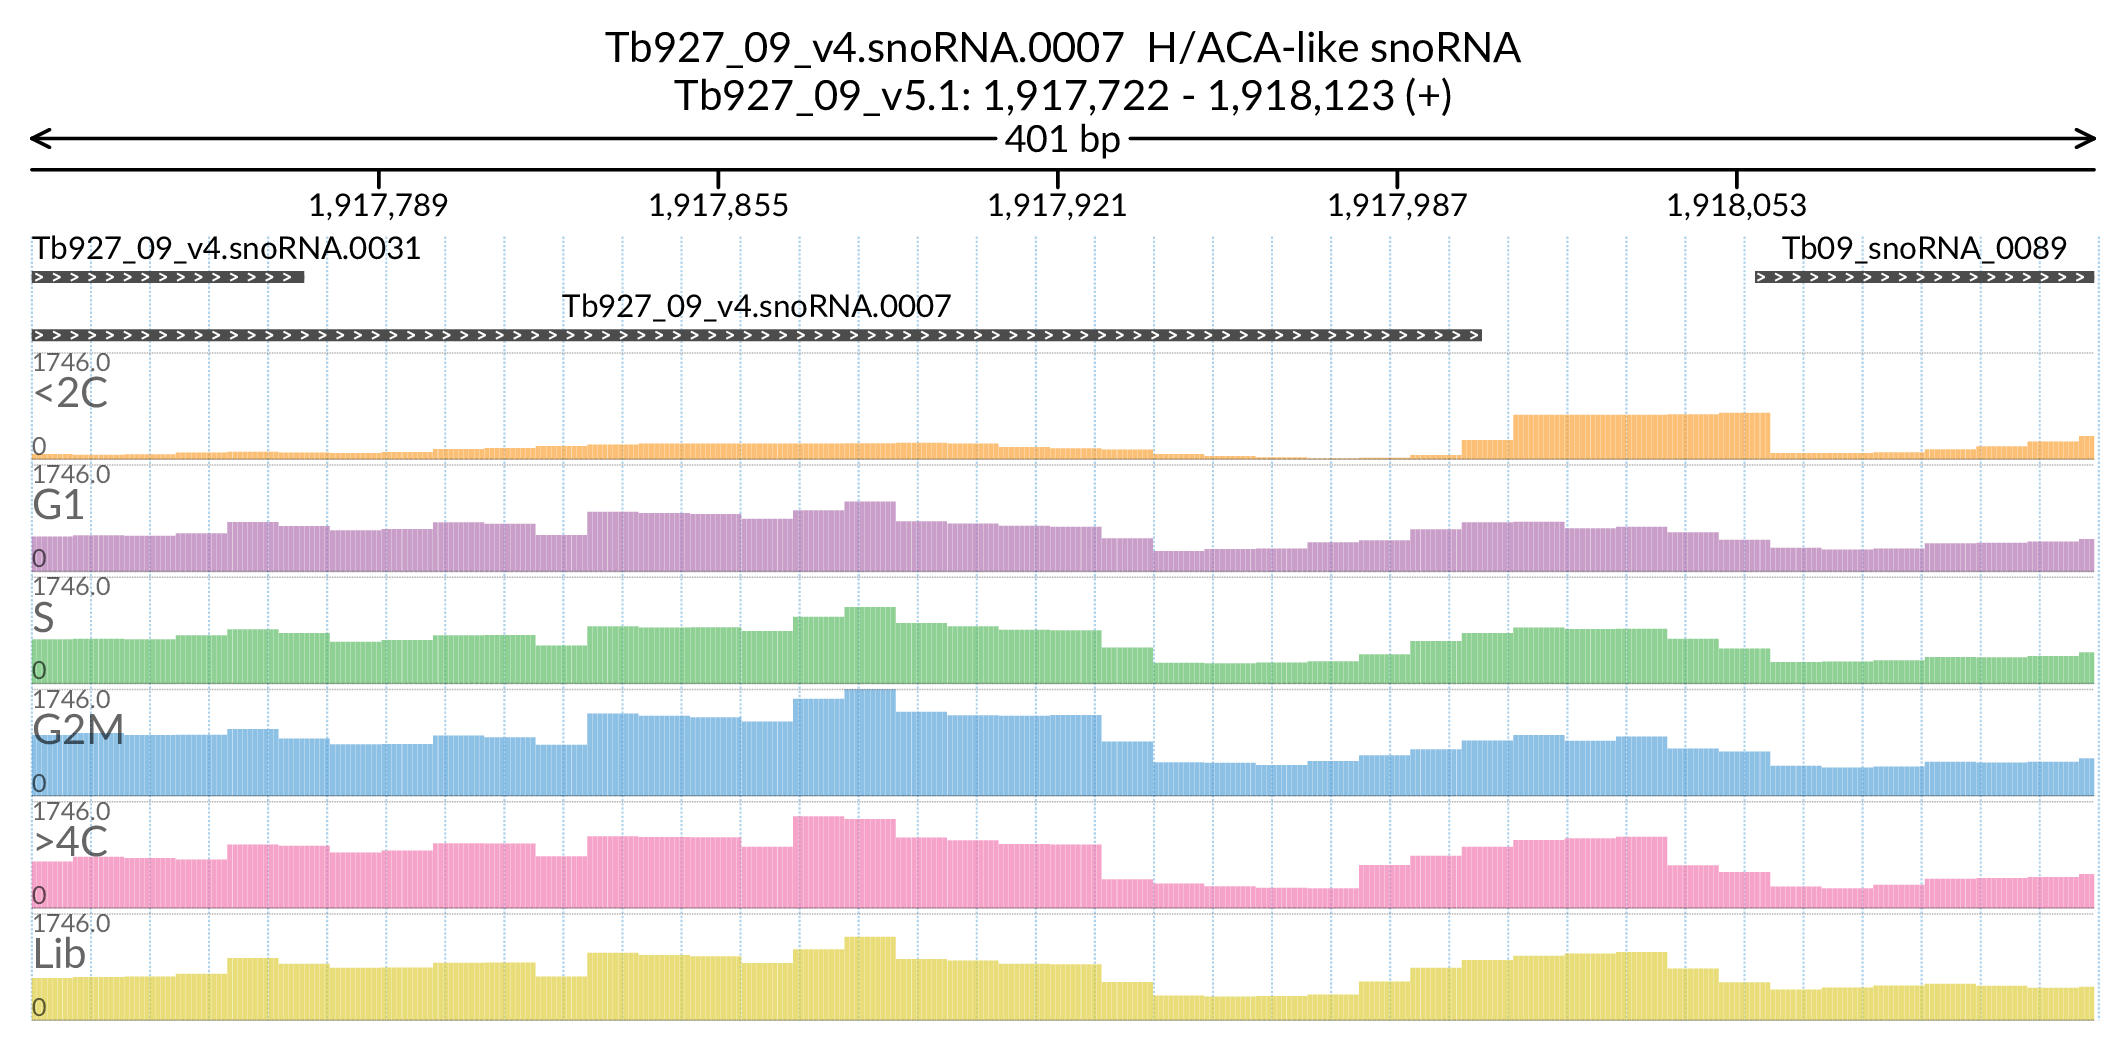 Tb927_09_v4.snoRNA.0007 H/ACA-like snoRNA
Tb927_09_v5.1: 1,917,722 - 1,918,123 (+)
401 bp
1,917,789 1,917,855 1,917,921 1,917,987 1,918,053
Tb927_09_v4.snoRNA.0031 Tb09_snoRNA_0089
Tb927_09_v4.snoRNA.0007
1746.0
<2C
0
1746.0
G1
0
1746.0
S
0
1746.0
G2M
0
1746.0
>4C
0
1746.0
Lib
0